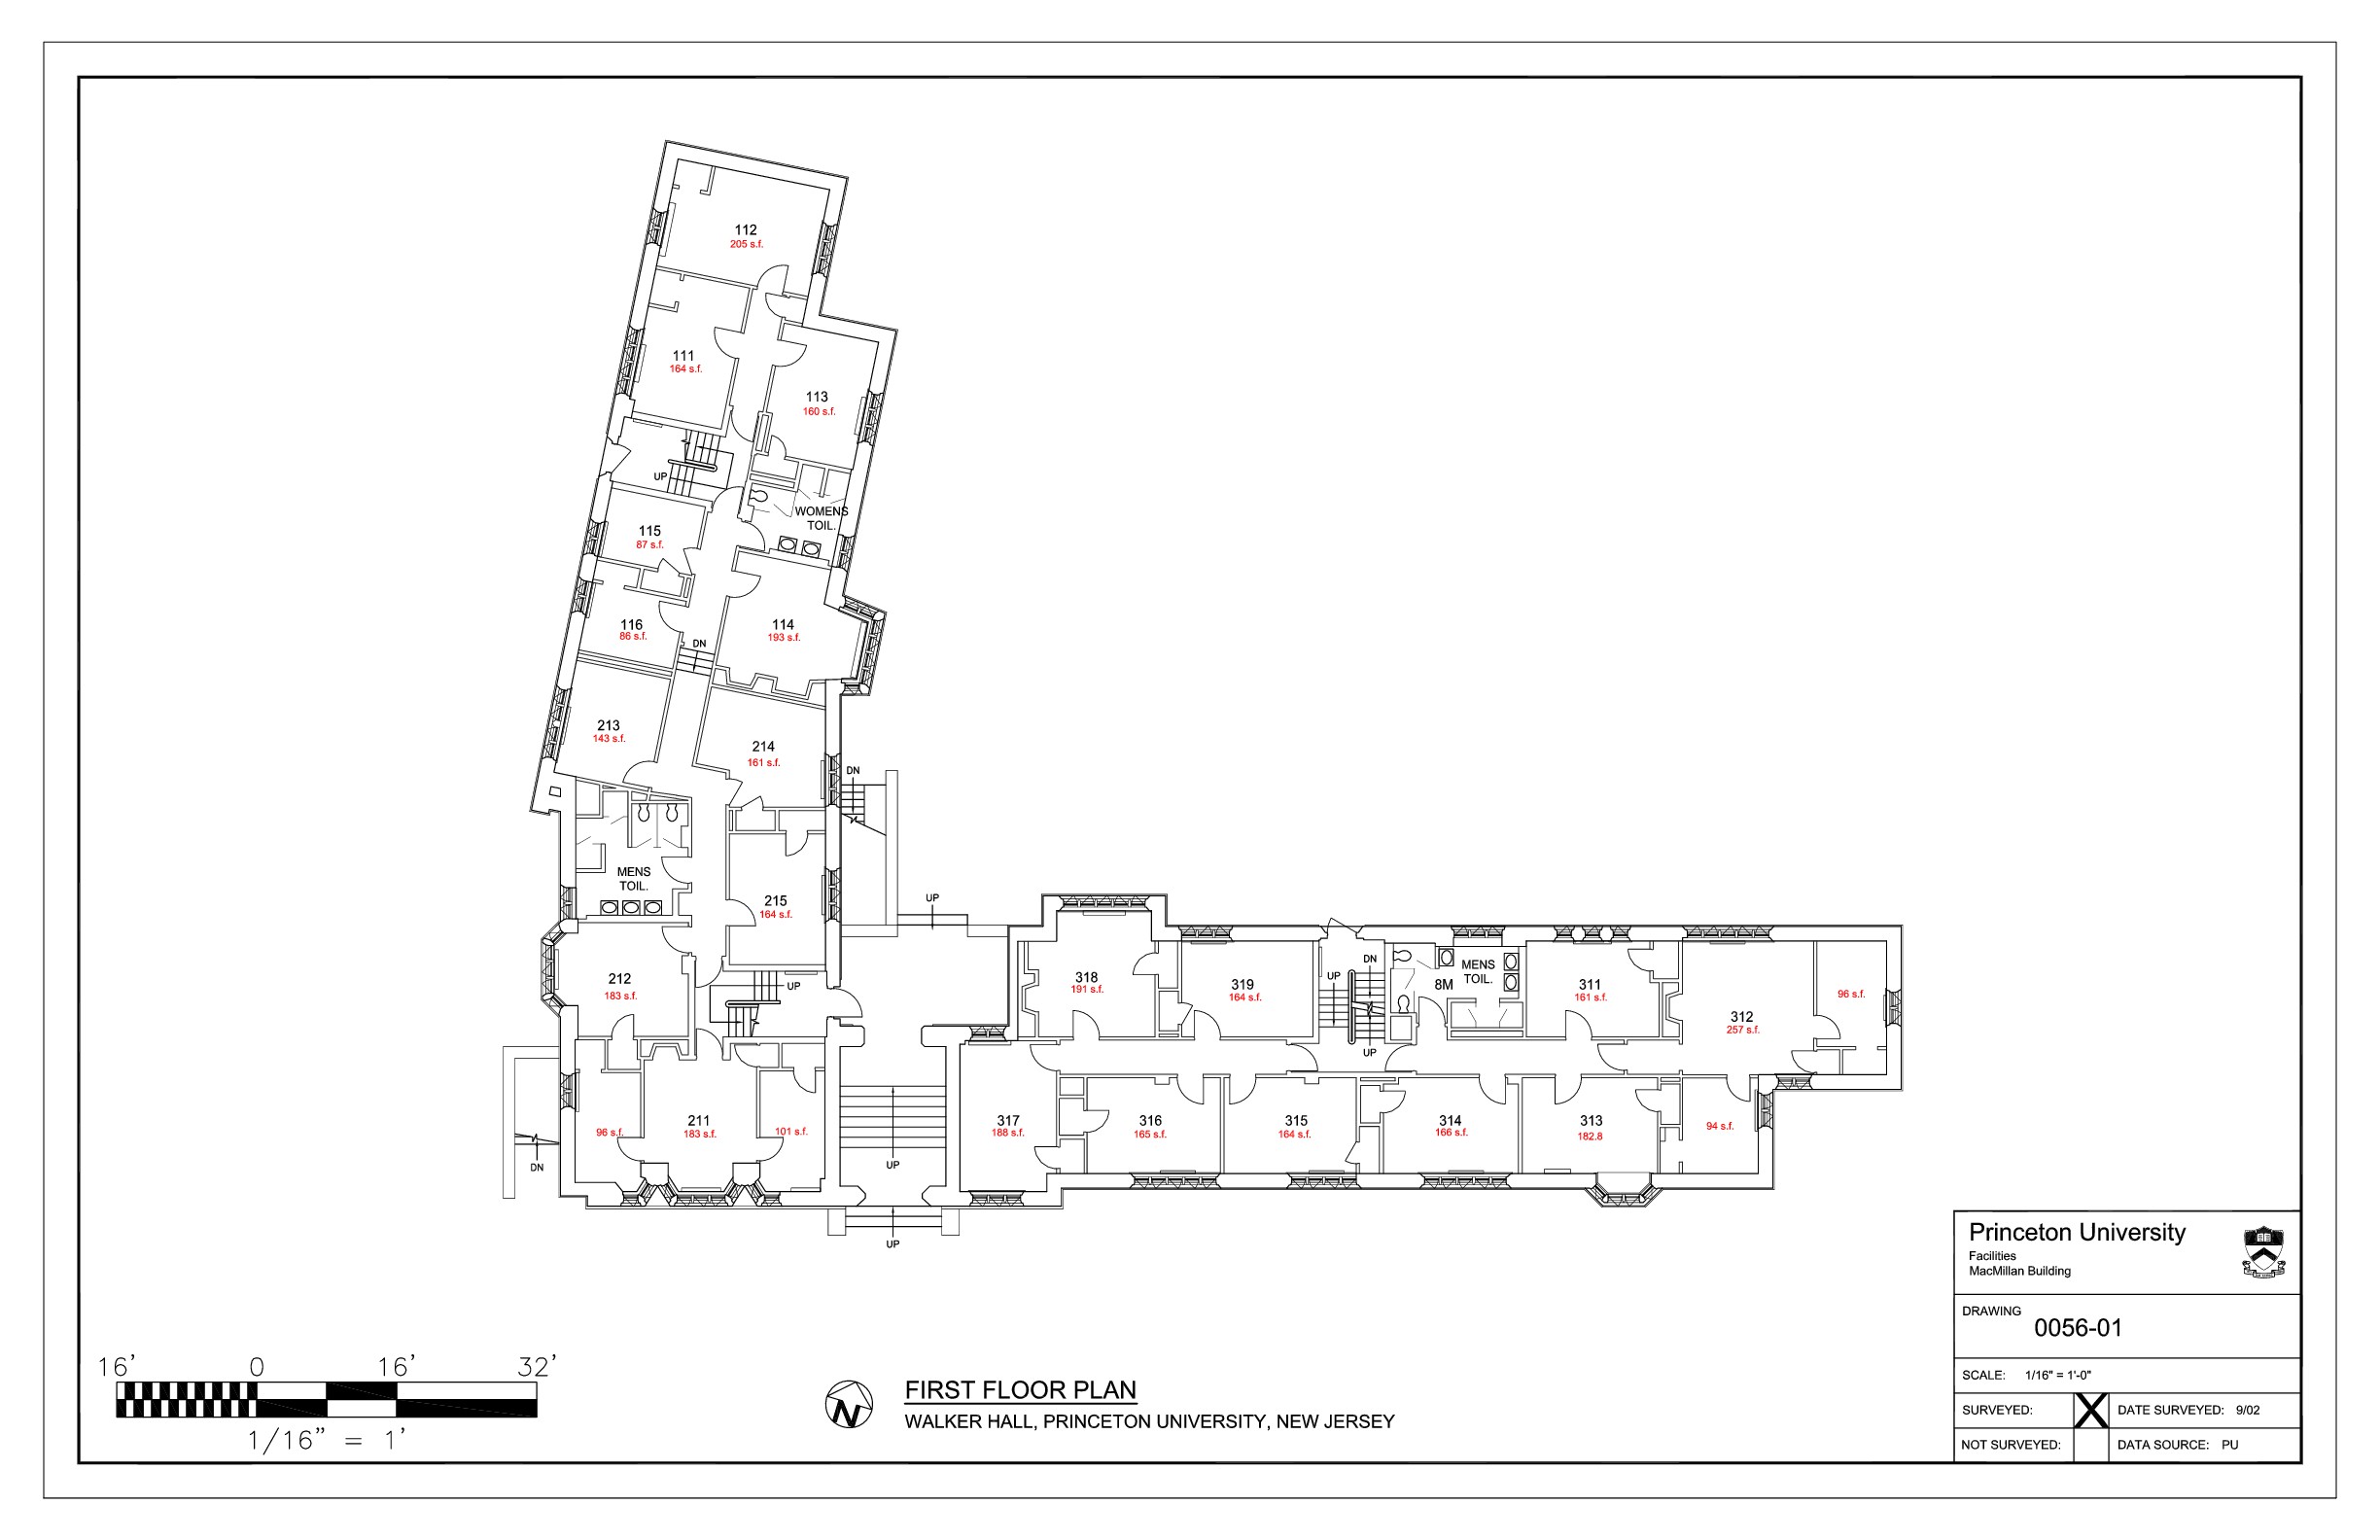 112
205 s.f.
111
164 s.f.
113
160 s.f.
UP
WOMENS
TOIL.
115
87 s.f.
116
86 s.f.
114
193 s.f.
DN
213
143 s.f.
214
161 s.f.
DN
MENS
TOIL.
215
164 s.f.
UP
212
183 s.f.
UP
318
191 s.f.
319
164 s.f.
UP
DN
8M
MENS
TOIL.
311
161 s.f.
312
257 s.f.
96 s.f.
UP
96 s.f.
211
183 s.f.
101 s.f.
DN
UP
317
188 s.f.
316
165 s.f.
315
164 s.f.
314
166 s.f.
313
182.8
94 s.f.
UP
Princeton University
Facilities
MacMillan Building
DRAWING
0056-01
SCALE: 1/16" = 1'-0"
SURVEYED: X DATE SURVEYED: 9/02
NOT SURVEYED: DATA SOURCE: PU
16' 0 16' 32'
1/16" = 1'
N
FIRST FLOOR PLAN
WALKER HALL, PRINCETON UNIVERSITY, NEW JERSEY